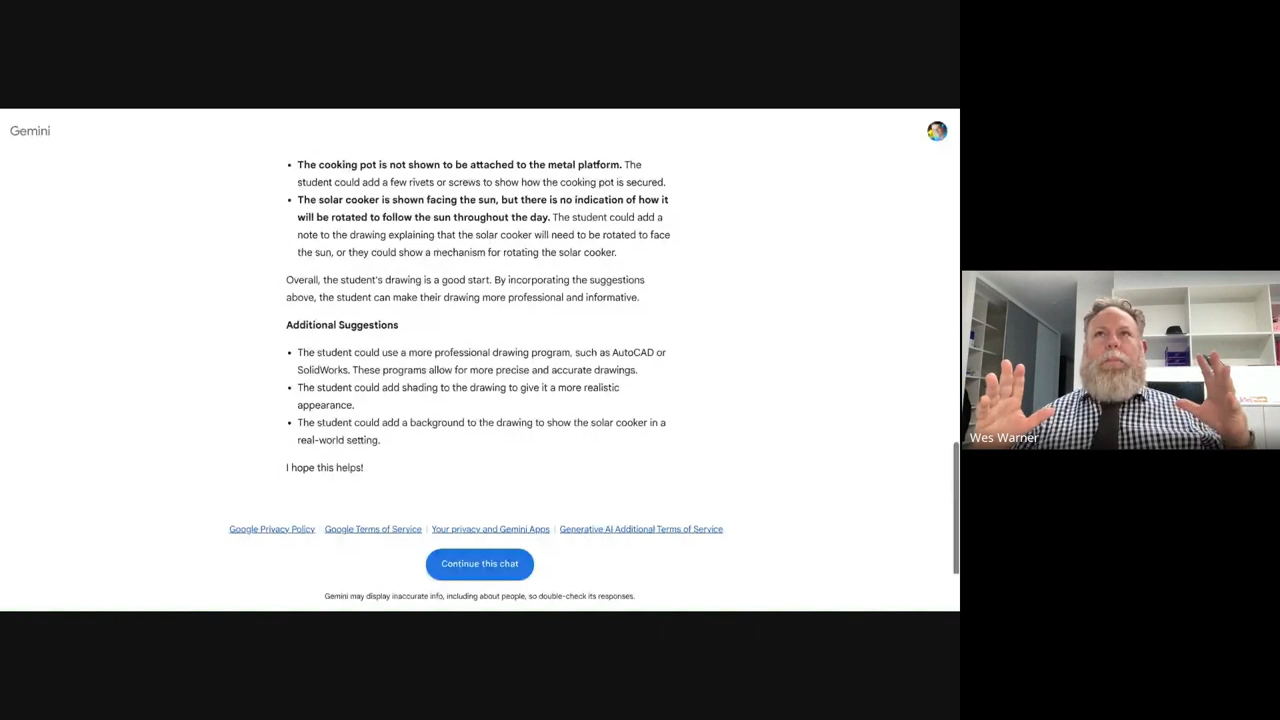 Gemini
The cooking pot is not shown to be attached to the metal platform. The
student could add a few rivets or screws to show how the cooking pot is secured.
The solar cooker is shown facing the sun, but there is no indication of how it
will be rotated to follow the sun throughout the day. The student could add a
note to the drawing explaining that the solar cooker will need to be rotated to face
the sun, or they could show a mechanism for rotating the solar cooker.
Overall, the student's drawing is a good start. By incorporating the suggestions
above, the student can make their drawing more professional and informative.
Additional Suggestions
The student could use a more professional drawing program, such as AutoCAD or
SolidWorks. These programs allow for more precise and accurate drawings.
The student could add shading to the drawing to give it a more realistic
appearance.
The student could add a background to the drawing to show the solar cooker in a
real-world setting.
I hope this helps!
Google Privacy Policy Google Terms of Service | Your privacy and Gemini Apps | Generative AI Additional Terms of Service
Continue this chat
Gemini may display inaccurate info, including about people, so double-check its responses.
Wes Warner